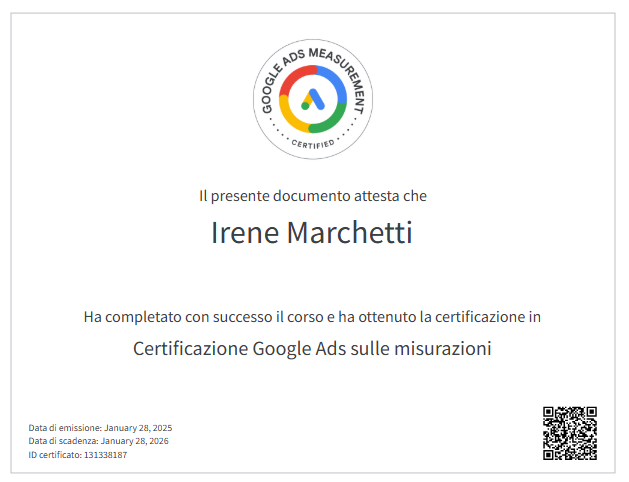 GOOGLE ADS MEASUREMENT
CERTIFIED
Il presente documento attesta che
Irene Marchetti
Ha completato con successo il corso e ha ottenuto la certificazione in
Certificazione Google Ads sulle misurazioni
Data di emissione: January 28, 2025
Data di scadenza: January 28, 2026
ID certificato: 131338187